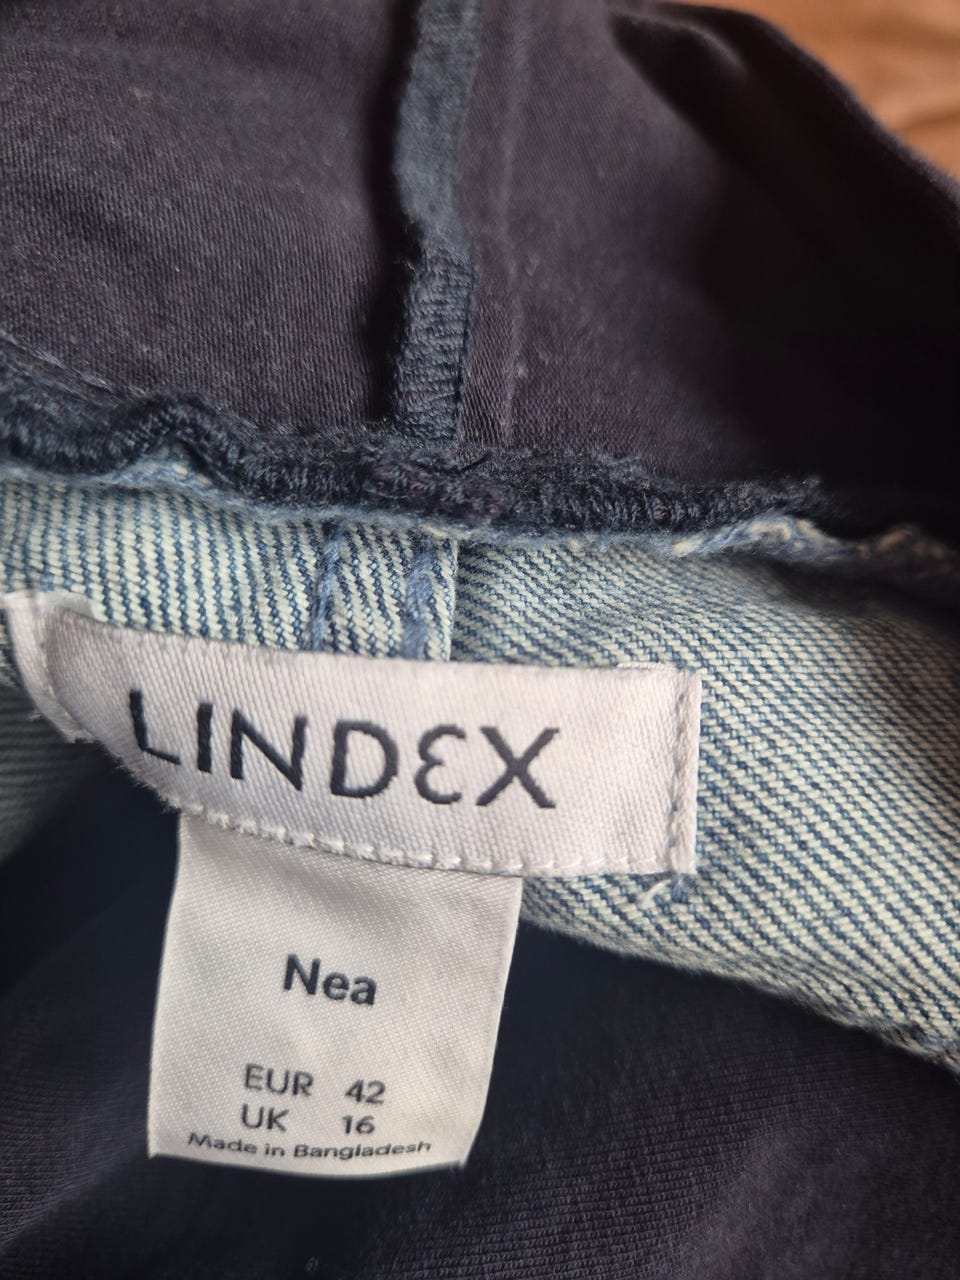 LINDEX
Nea
EUR 42
UK 16
Made in Bangladesh